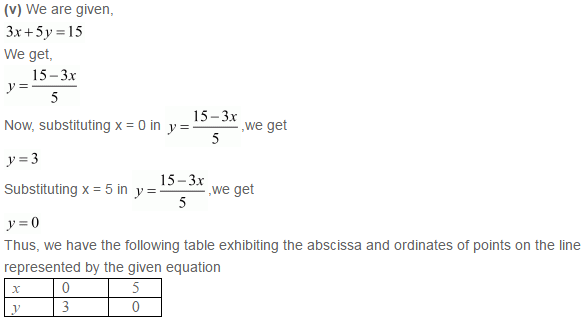 (v) We are given,
3x + 5y = 15
We get,
y = \frac{15 - 3x}{5}
Now, substituting x = 0 in y = \frac{15 - 3x}{5} ,we get
y = 3
Substituting x = 5 in y = \frac{15 - 3x}{5} ,we get
y = 0
Thus, we have the following table exhibiting the abscissa and ordinates of points on the line
represented by the given equation
x 0 5
y 3 0